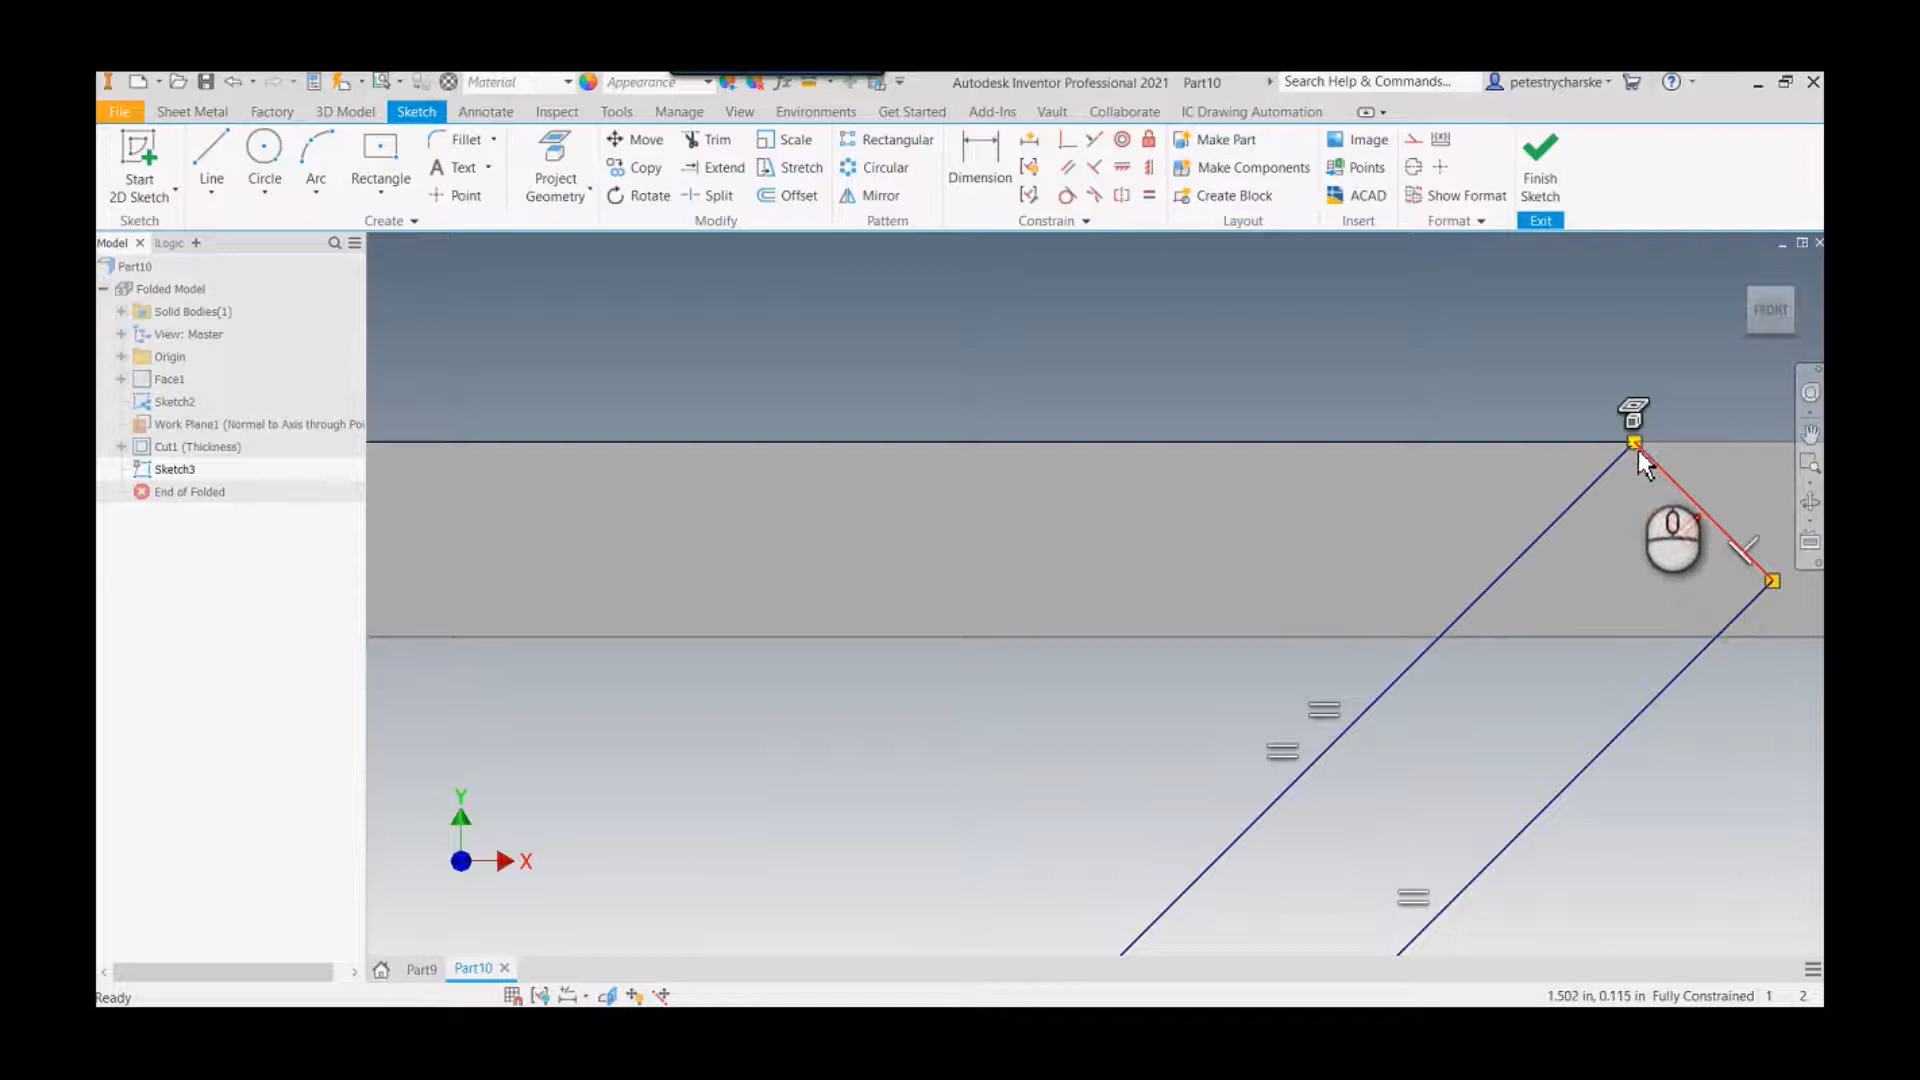 Material Appearance fx Autodesk Inventor Professional 2021 Part10 Search Help & Commands... petestrycharske
File Sheet Metal Factory 3D Model Sketch Annotate Inspect Tools Manage View Environments Get Started Add-Ins Vault Collaborate IC Drawing Automation
Fillet Move Trim Scale Rectangular Make Part Image
Start 2D Sketch Line Circle Arc Rectangle A Text Project Geometry Copy Extend Stretch Circular Dimension Make Components Points Finish Sketch
Point Rotate Split Offset Mirror Create Block ACAD Show Format
Sketch Create Modify Pattern Constrain Layout Insert Format Exit
Model iLogic
Part10
Folded Model
Solid Bodies(1)
View: Master
Origin
Face1
Sketch2
Work Plane1 (Normal to Axis through Poi
Cut1 (Thickness)
Sketch3
End of Folded
FRONT
Y
X
Part9 Part10
Ready 1.502 in, 0.115 in Fully Constrained 1 2